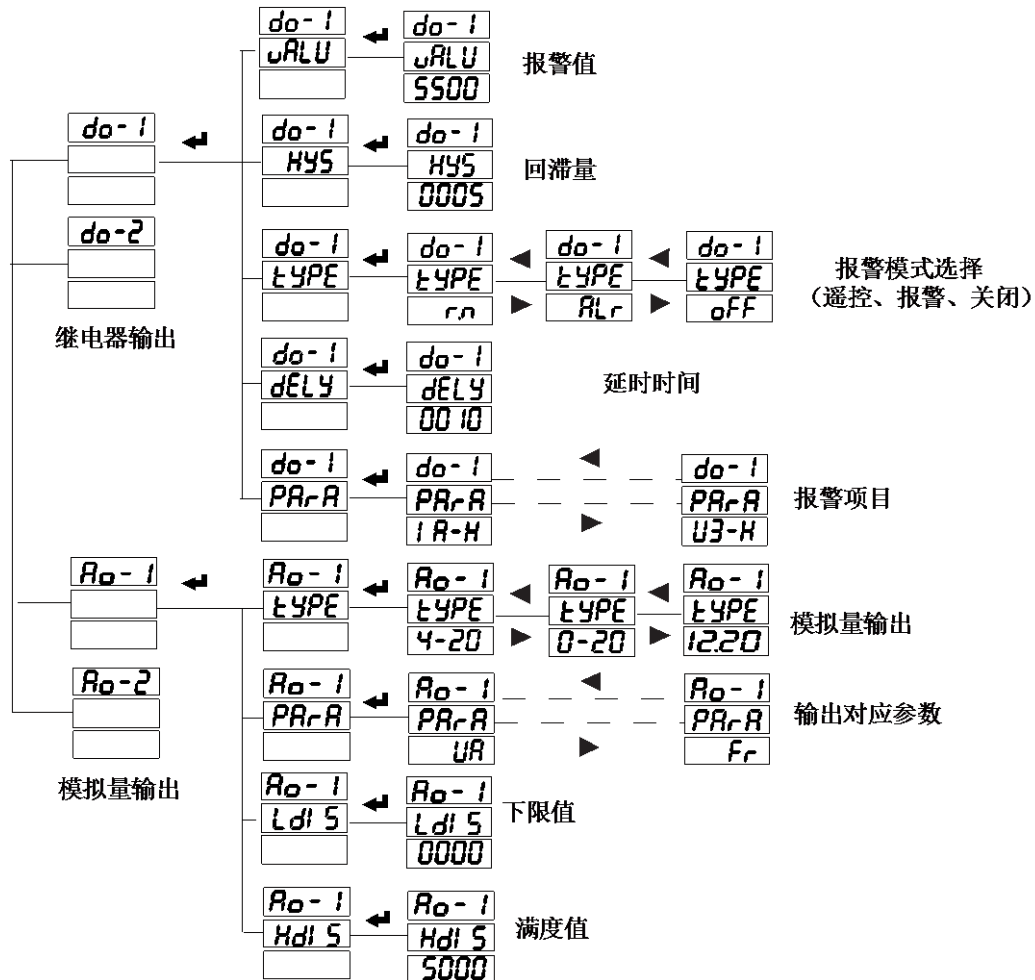 do-1
do-1
uALU
uALU
5500
报警值
do-1
do-1
do-1
HYS
HYS
0005
回滞量
do-2
继电器输出
do-1
do-1
do-1
do-1
tYPE
tYPE
tYPE
tYPE
r.n
ALr
oFF
报警模式选择
（遥控、报警、关闭）
do-1
do-1
dELY
dELY
0010
延时时间
do-1
do-1
do-1
PArA
PArA
PArA
IA-H
U3-H
报警项目
Ao-1
Ao-1
Ao-1
Ao-1
Ao-1
tYPE
tYPE
tYPE
tYPE
4-20
0-20
12.20
模拟量输出
Ao-2
模拟量输出
Ao-1
Ao-1
Ao-1
PArA
PArA
PArA
UA
Fr
输出对应参数
Ao-1
Ao-1
LdIS
LdIS
0000
下限值
Ao-1
Ao-1
HdIS
HdIS
5000
满度值